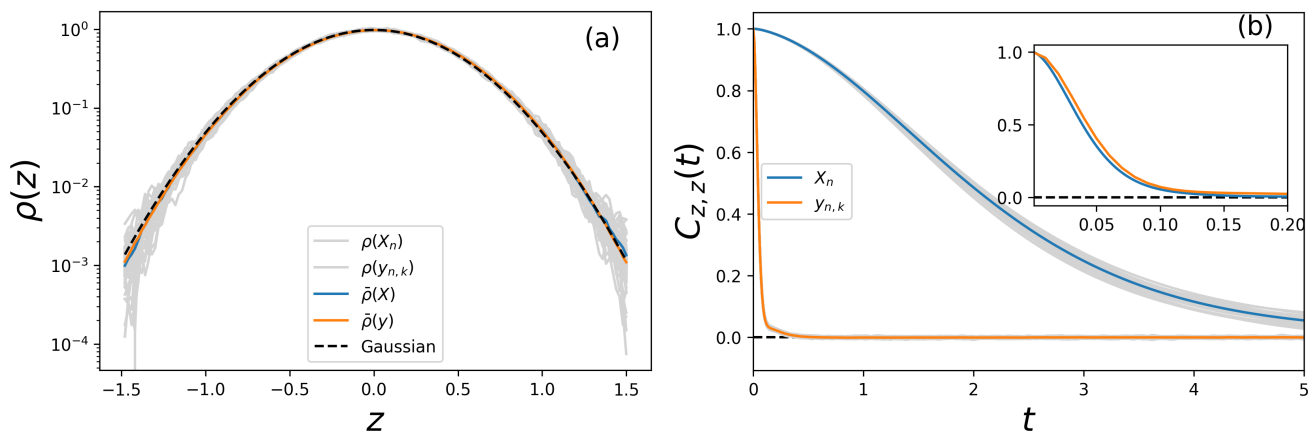 (a)
ρ(z)
10⁰
10⁻¹
10⁻²
10⁻³
10⁻⁴
ρ(Xₙ)
ρ(yₙ,ₖ)
ρ̄(X)
ρ̄(y)
Gaussian
−1.5 −1.0 −0.5 0.0 0.5 1.0 1.5
z
(b)
C_{z,z}(t)
1.0
0.8
0.6
0.4
0.2
0.0
Xₙ
yₙ,ₖ
1.0
0.5
0.0
0.05 0.10 0.15 0.20
0 1 2 3 4 5
t